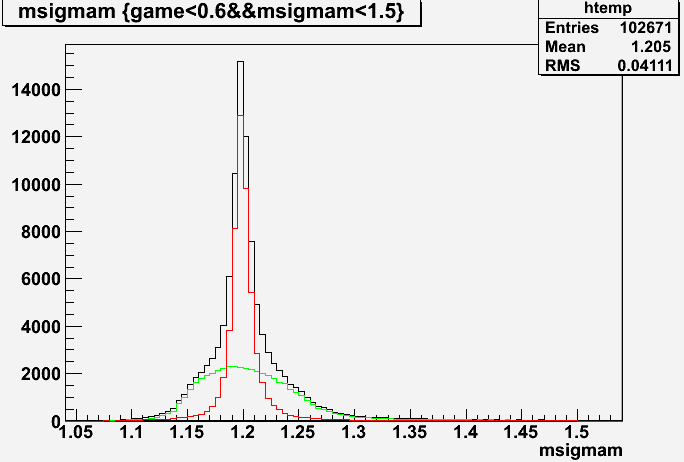 msigmam {game<0.6&&msigmam<1.5}
htemp
Entries 102671
Mean 1.205
RMS 0.04111
14000
12000
10000
8000
6000
4000
2000
0
1.05 1.1 1.15 1.2 1.25 1.3 1.35 1.4 1.45 1.5
msigmam